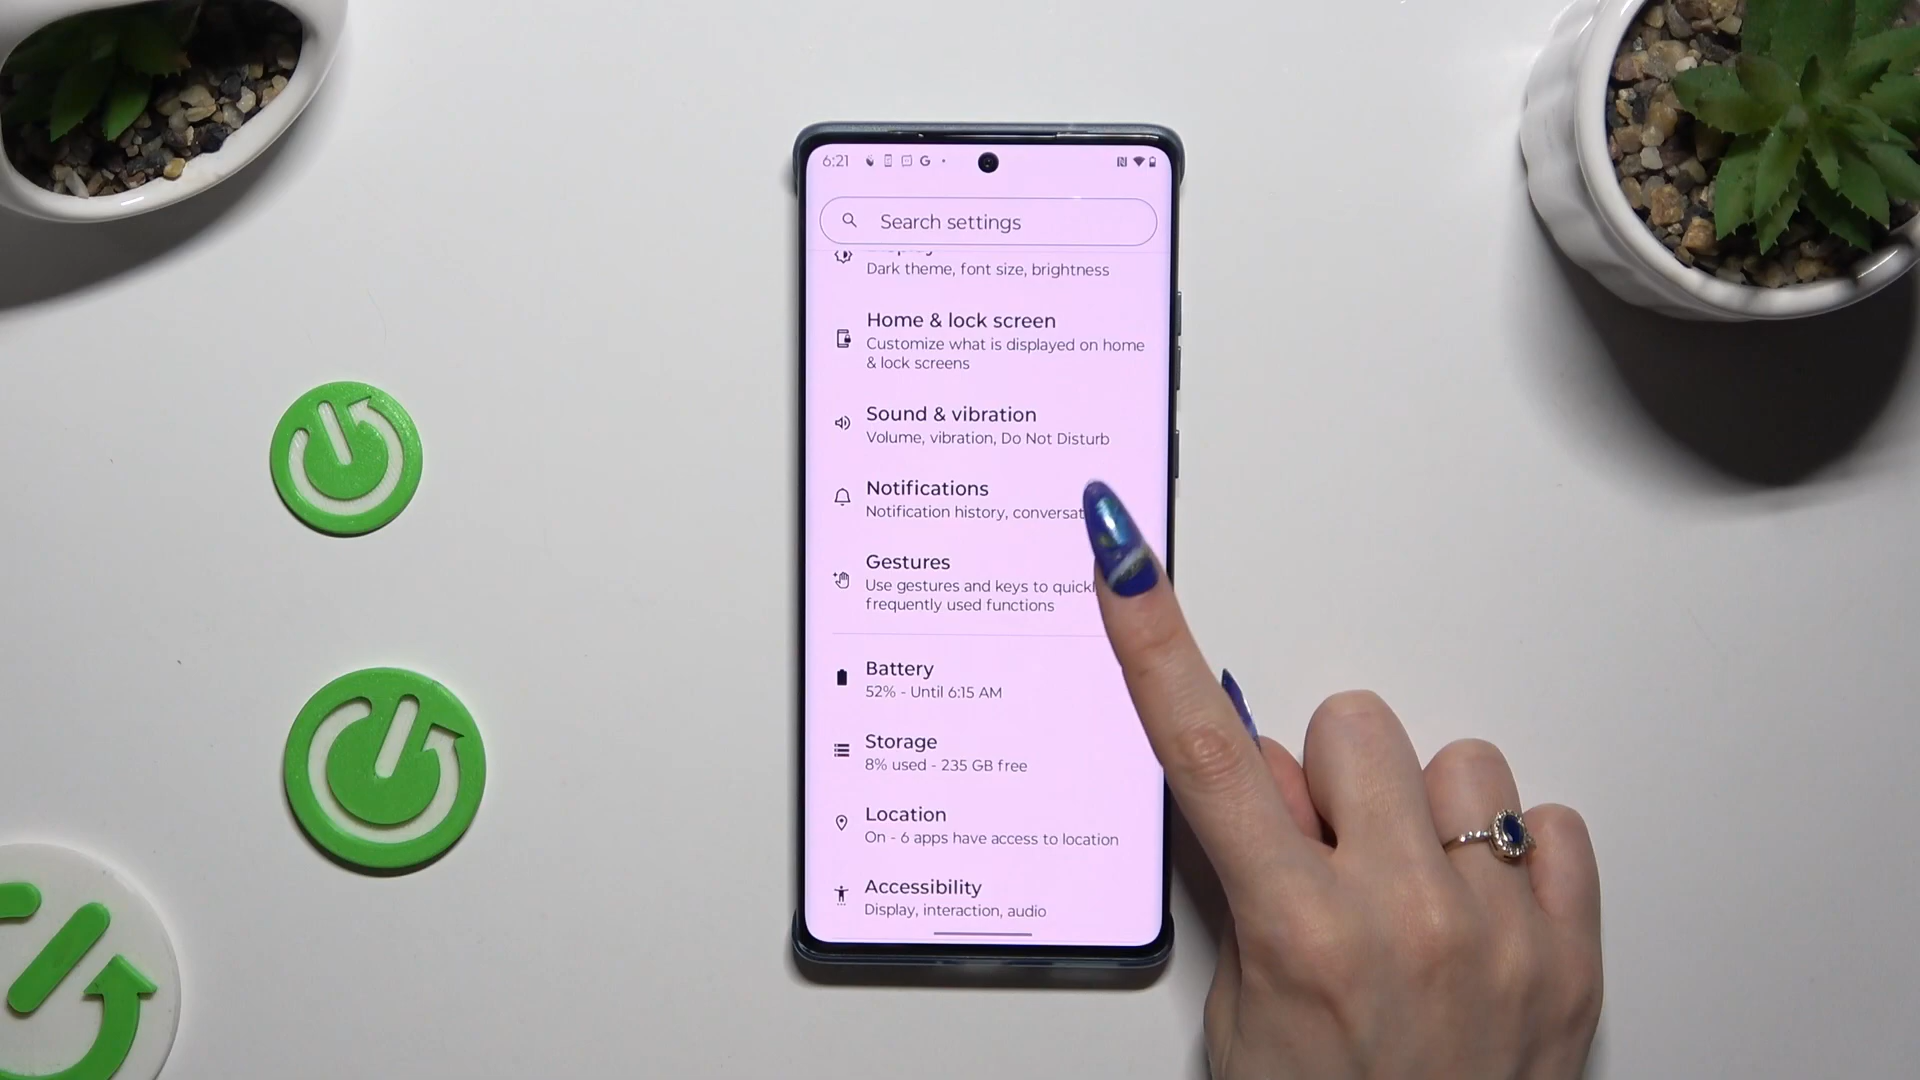 6:21
Search settings
Dark theme, font size, brightness
Home & lock screen
Customize what is displayed on home
& lock screens
Sound & vibration
Volume, vibration, Do Not Disturb
Notifications
Notification history,
Gestures
Use gestures and keys to
frequently used functions
Battery
52% - Until 6:15 AM
Storage
8% used - 235 GB free
Location
On - 6 apps have access to location
Accessibility
Display, interaction, audio